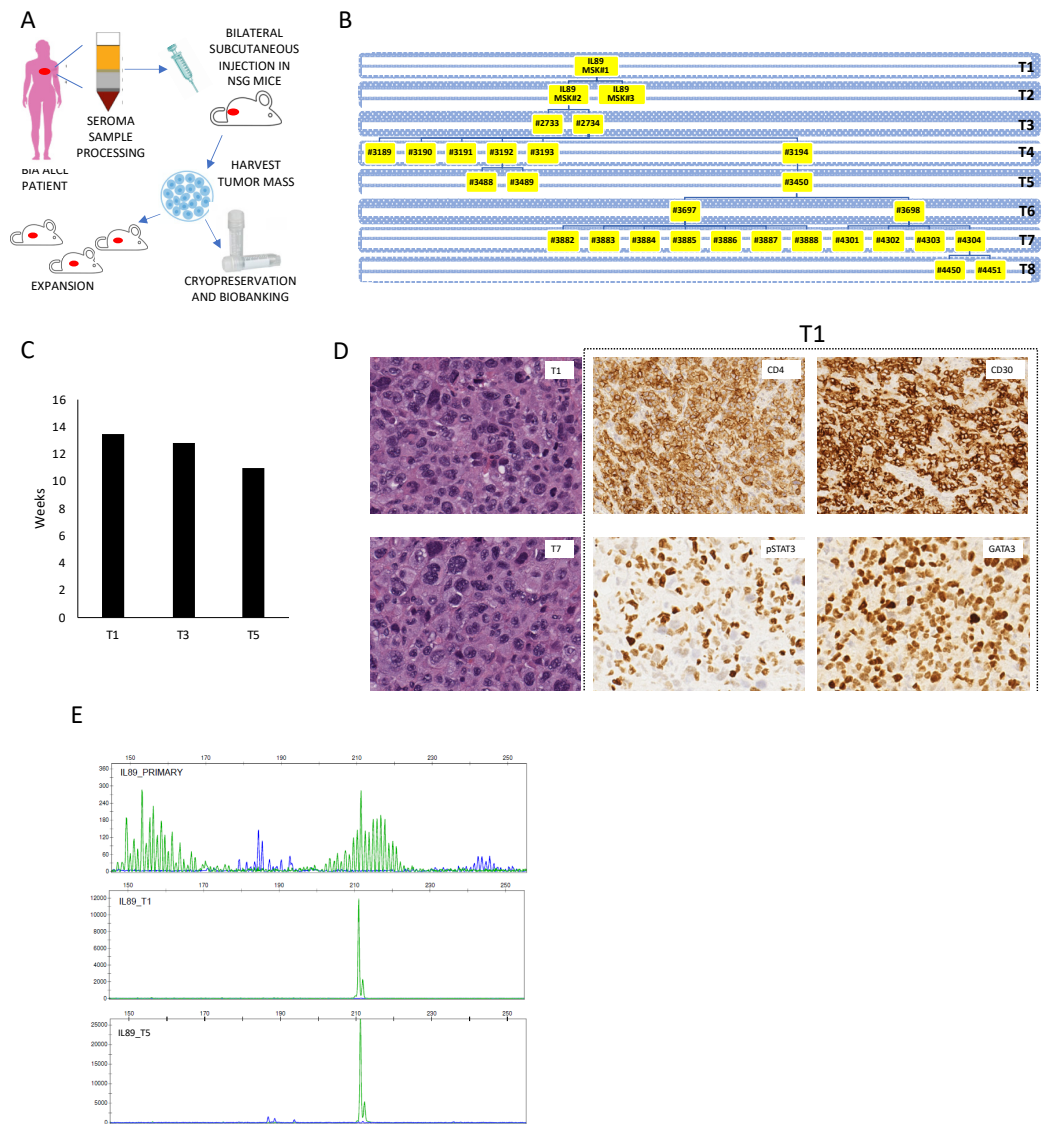 A
SEROMA
SAMPLE
PROCESSING
BILATERAL
SUBCUTANEOUS
INJECTION IN
NSG MICE
BIA ALCL
PATIENT
HARVEST
TUMOR MASS
EXPANSION
CRYOPRESERVATION
AND BIOBANKING
B
IL89
MSK#1
T1
IL89
MSK#2
IL89
MSK#3
T2
#2733 #2734 T3
#3189 #3190 #3191 #3192 #3193 #3194 T4
#3488 #3489 #3450 T5
#3697 #3698 T6
#3882 #3883 #3884 #3885 #3886 #3887 #3888 #4301 #4302 #4303 #4304 T7
#4450 #4451 T8
C
Weeks
16
14
12
10
8
6
4
2
0
T1 T3 T5
D
T1
T1
CD4
CD30
T7
pSTAT3
GATA3
E
150 170 190 210 230 250
IL89_PRIMARY
360
300
240
180
120
60
0
150 170 190 210 230 250
IL89_T1
12000
10000
8000
6000
4000
2000
0
150 170 190 210 230 250
IL89_T5
25000
20000
15000
10000
5000
0